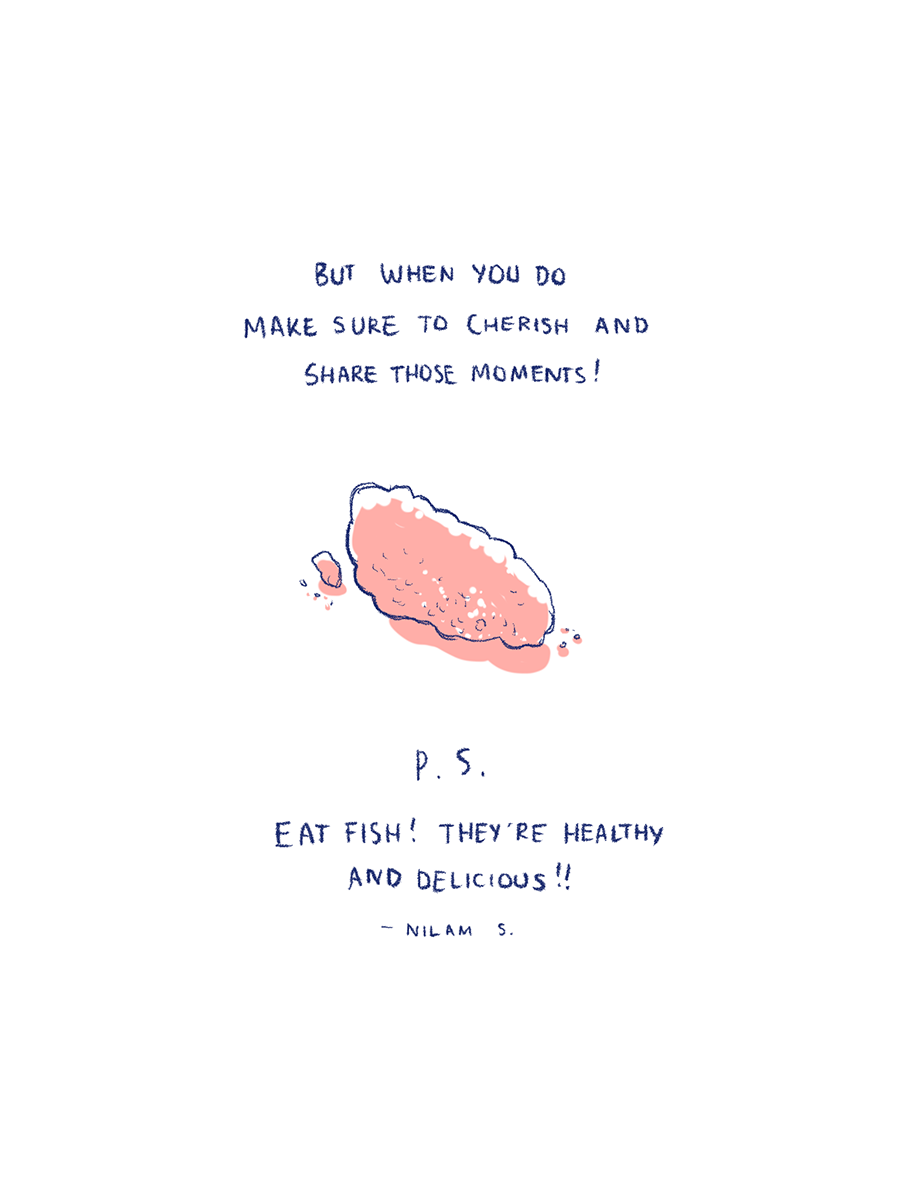 BUT WHEN YOU DO
MAKE SURE TO CHERISH AND
SHARE THOSE MOMENTS!
P.S.
EAT FISH! THEY'RE HEALTHY
AND DELICIOUS!!
- NILAM S.